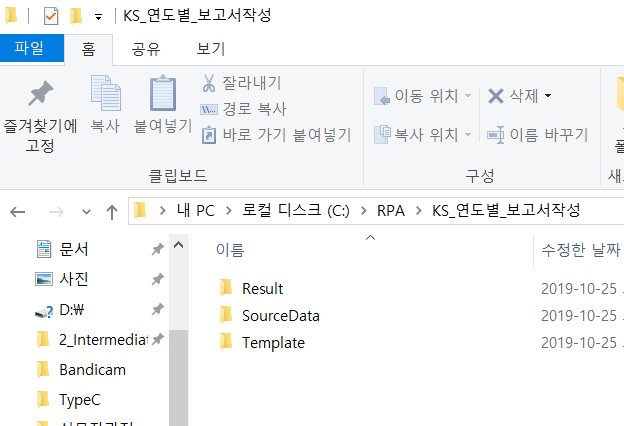 KS_연도별_보고서작성
파일 홈 공유 보기
즐겨찾기에 고정
복사
붙여넣기
잘라내기
경로 복사
바로 가기 붙여넣기
클립보드
이동 위치
복사 위치
삭제
이름 바꾸기
구성
내 PC > 로컬 디스크 (C:) > RPA > KS_연도별_보고서작성
이름 수정한 날짜
문서
사진
D:₩
2_Intermediat
Bandicam
TypeC
Result 2019-10-25
SourceData 2019-10-25
Template 2019-10-25